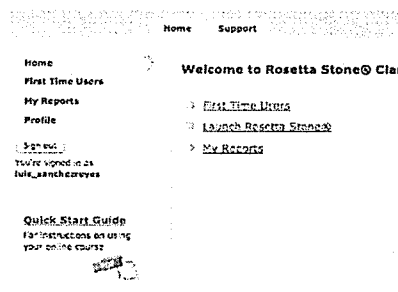 Home Support
Home
First Time Users
My Reports
Profile
Sign out
You're signed in as
luis_sanchezreyes
Quick Start Guide
For instructions on using
your online course
Welcome to Rosetta Stone® Cla
First Time Users
Launch Rosetta Stone®
My Reports